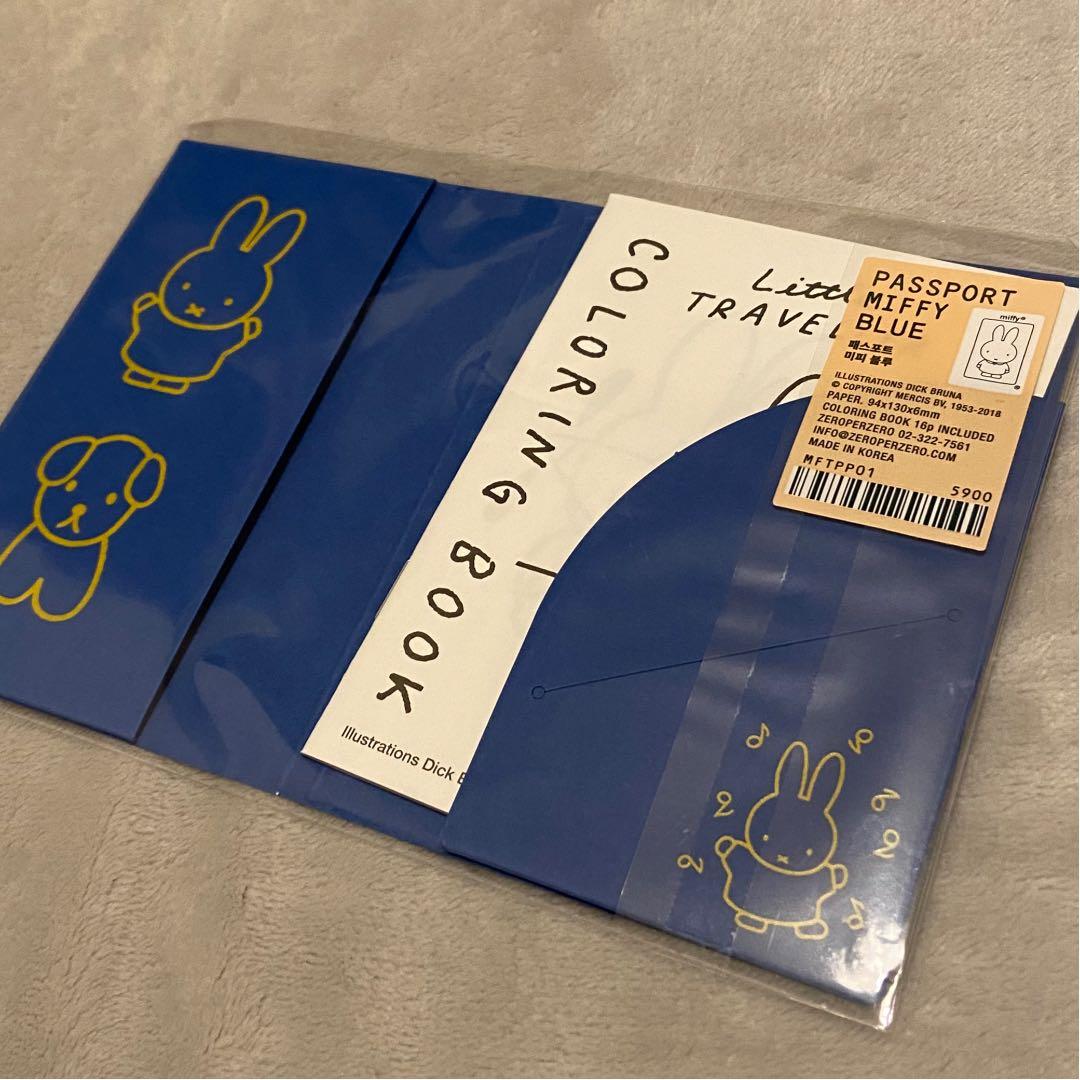 COLORING BOOK
TRAVEL
Illustrations Dick
PASSPORT
MIFFY
BLUE
패스포트
미피 블루
miffy®
ILLUSTRATIONS DICK BRUNA
© COPYRIGHT MERCIS BV, 1953-2018
PAPER. 94x130x6mm
COLORING BOOK 16p INCLUDED
ZEROPERZERO 02-322-7561
INFO@ZEROPERZERO.COM
MADE IN KOREA
MFTPP01
5900